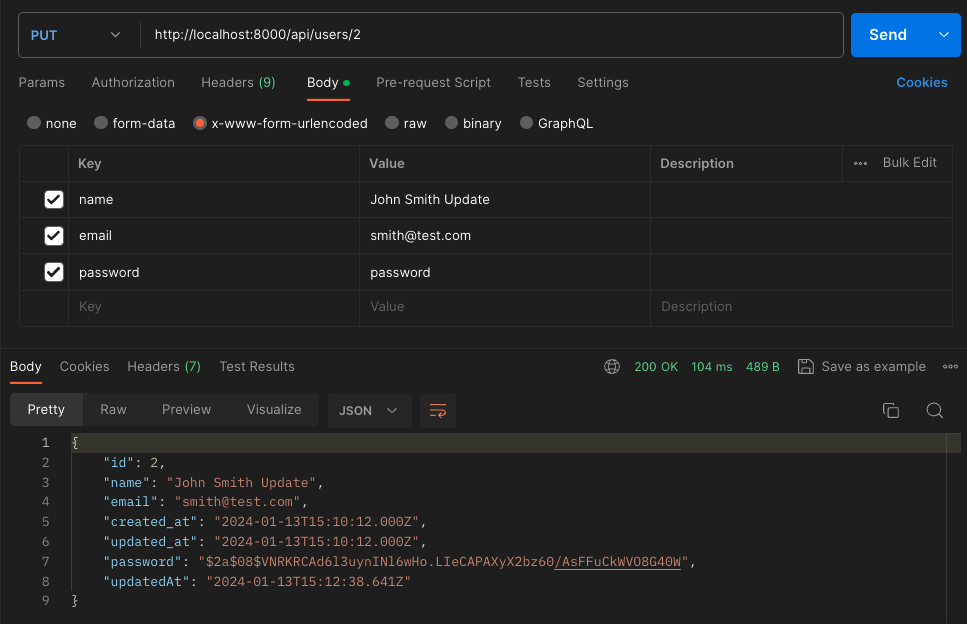 PUT http://localhost:8000/api/users/2 Send
Params Authorization Headers (9) Body Pre-request Script Tests Settings Cookies
none form-data x-www-form-urlencoded raw binary GraphQL
Key Value Description Bulk Edit
name John Smith Update
email smith@test.com
password password
Key Value Description
Body Cookies Headers (7) Test Results 200 OK 104 ms 489 B Save as example
Pretty Raw Preview Visualize JSON
1 {
2 "id": 2,
3 "name": "John Smith Update",
4 "email": "smith@test.com",
5 "created_at": "2024-01-13T15:10:12.000Z",
6 "updated_at": "2024-01-13T15:10:12.000Z",
7 "password": "$2a$08$VNRKRCAd6l3uynINl6wHo.LIeCAPAXyX2bz60/AsFFuCkWVO8G40W",
8 "updatedAt": "2024-01-13T15:12:38.641Z"
9 }